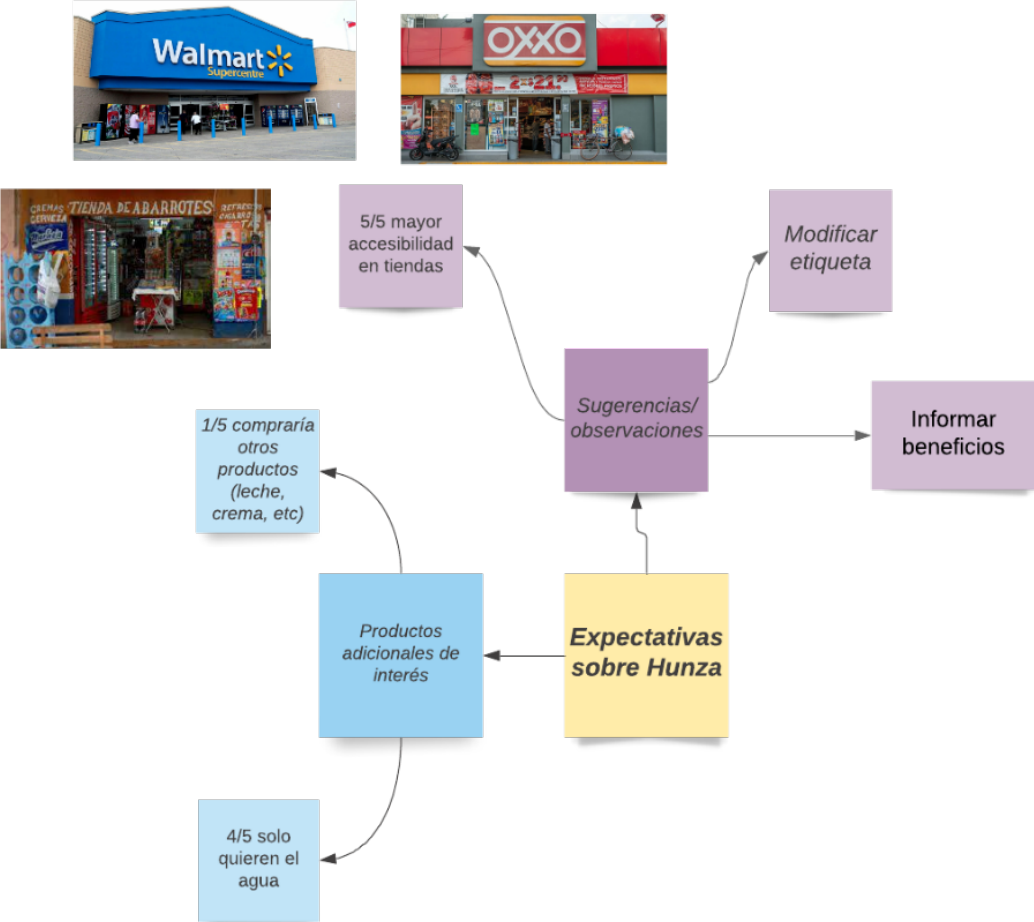 Walmart
Supercentre
OXXO
TIENDA DE ABARROTES
CREMAS
CERVEZA
REFRESCO
CIGARROS
5/5 mayor
accesibilidad
en tiendas
Modificar
etiqueta
Sugerencias/
observaciones
Informar
beneficios
1/5 compraría
otros
productos
(leche,
crema, etc)
Productos
adicionales de
interés
Expectativas
sobre Hunza
4/5 solo
quieren el
agua